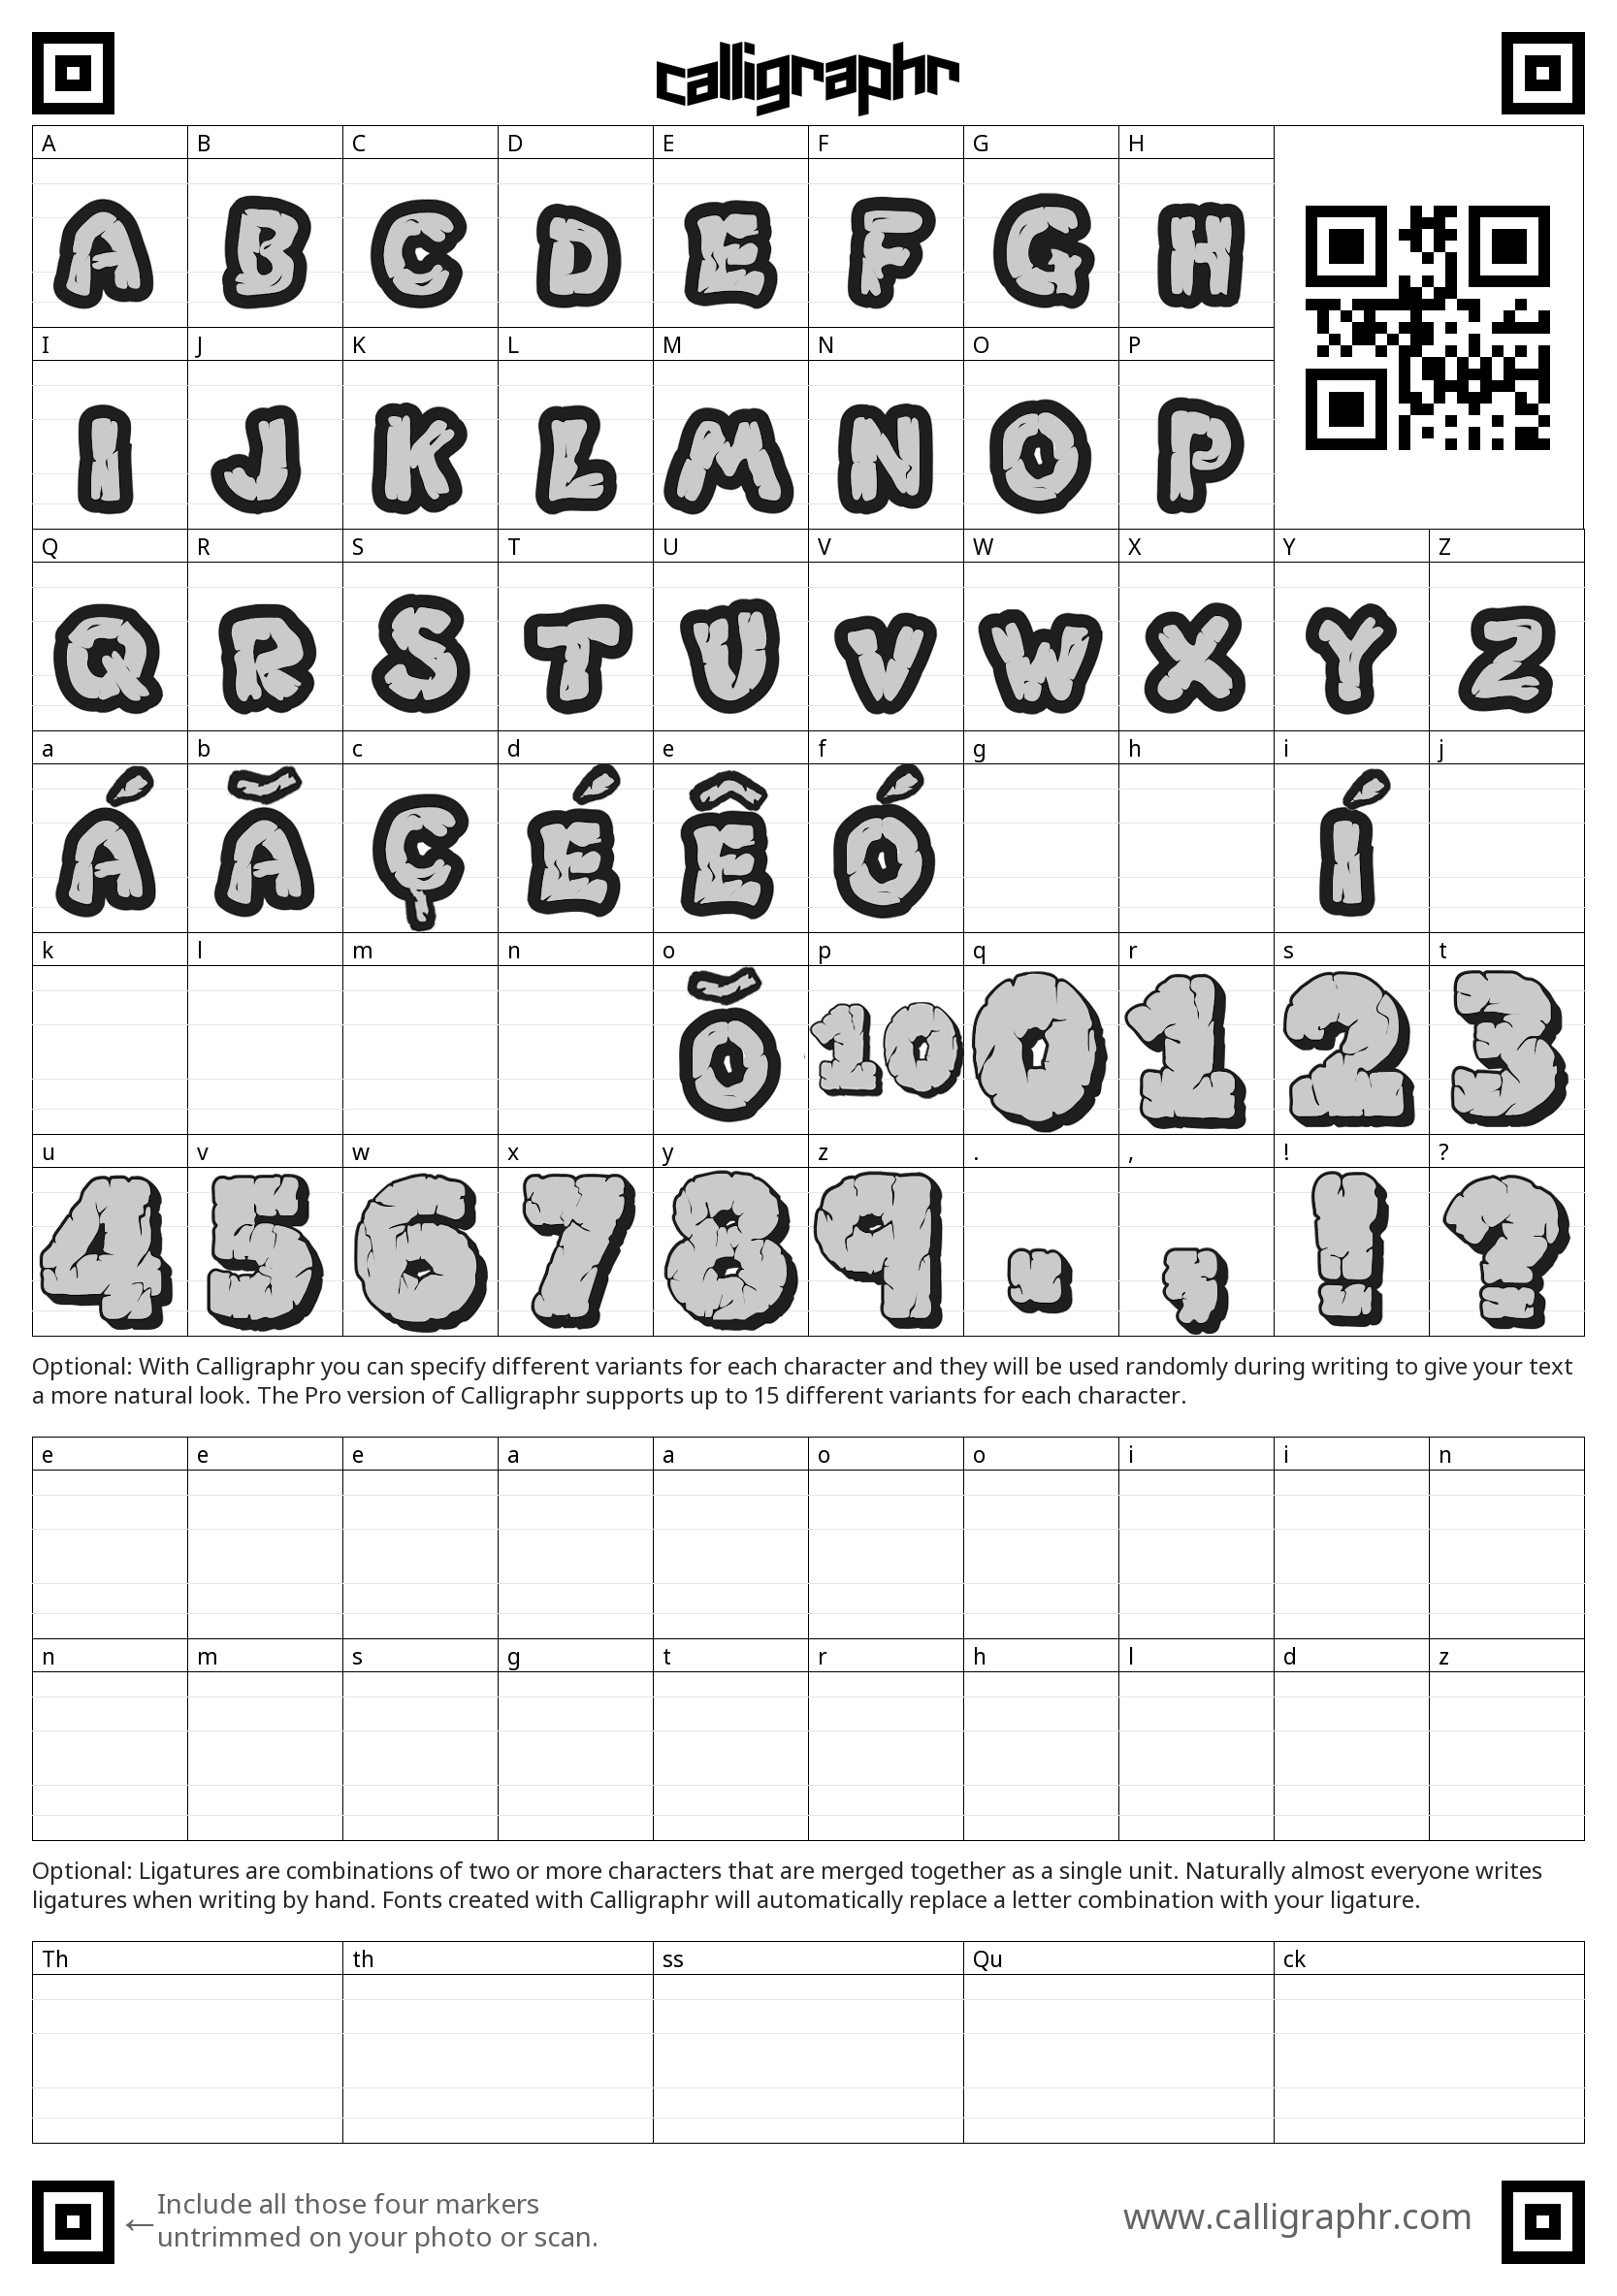 calligraphr
A B C D E F G H
A B C D E F G H
I J K L M N O P
I J K L M N O P
Q R S T U V W X Y Z
Q R S T U V W X Y Z
a b c d e f g h i j
Á Ã Ç É Ê Ó Í
k l m n o p q r s t
Õ 10 0 1 2 3
u v w x y z . , ! ?
4 5 6 7 8 9 . , ! ?
Optional: With Calligraphr you can specify different variants for each character and they will be used randomly during writing to give your text
a more natural look. The Pro version of Calligraphr supports up to 15 different variants for each character.
e e e a a o o i i n
n m s g t r h l d z
Optional: Ligatures are combinations of two or more characters that are merged together as a single unit. Naturally almost everyone writes
ligatures when writing by hand. Fonts created with Calligraphr will automatically replace a letter combination with your ligature.
Th th ss Qu ck
←Include all those four markers
untrimmed on your photo or scan.
www.calligraphr.com